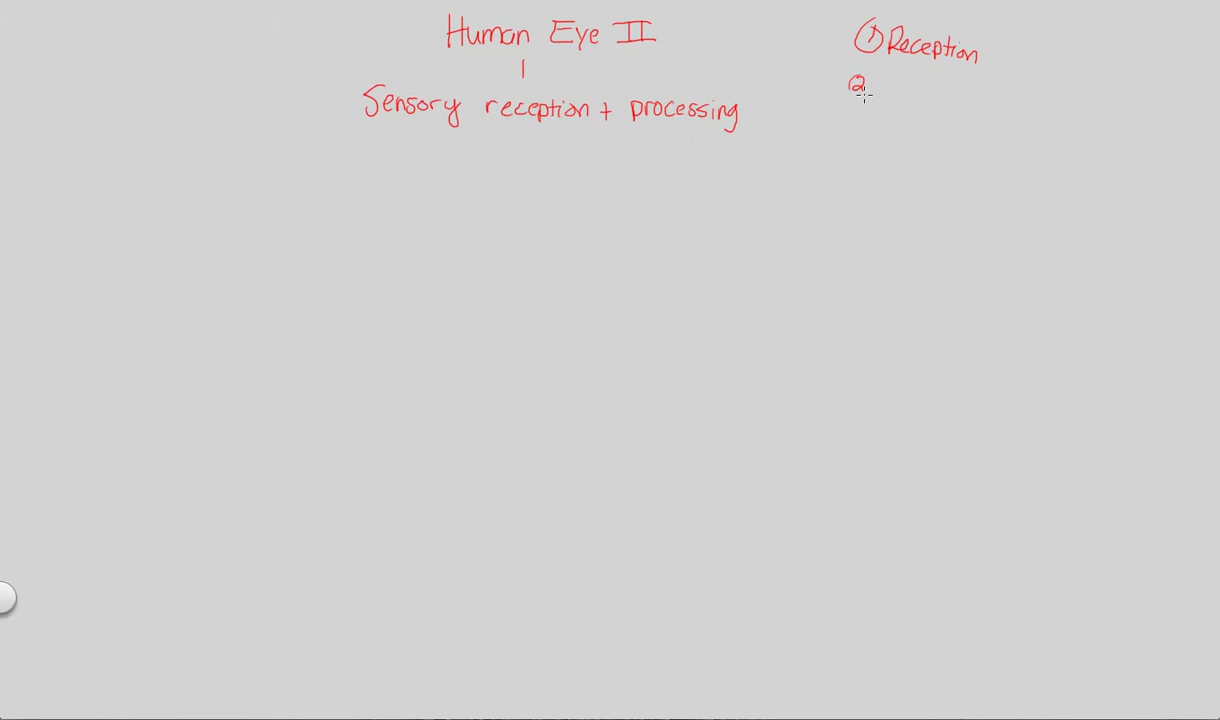 Human Eye II
Sensory reception + processing
① Reception
②